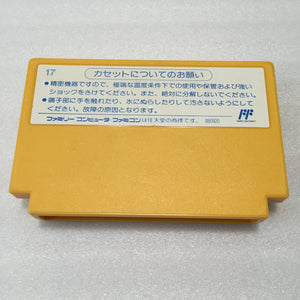 17
カセットについてのお願い
●精密機器ですので、極端な温度条件下での使用や保管および強い
ショックをさけてください。また、絶対に分解しないでください。
●端子部に手を触れたり、水にぬらしたりして汚さないようにして
ください。故障の原因となります。
ファミリー コンピュータ・ファミコンは任天堂の商標です。
FF